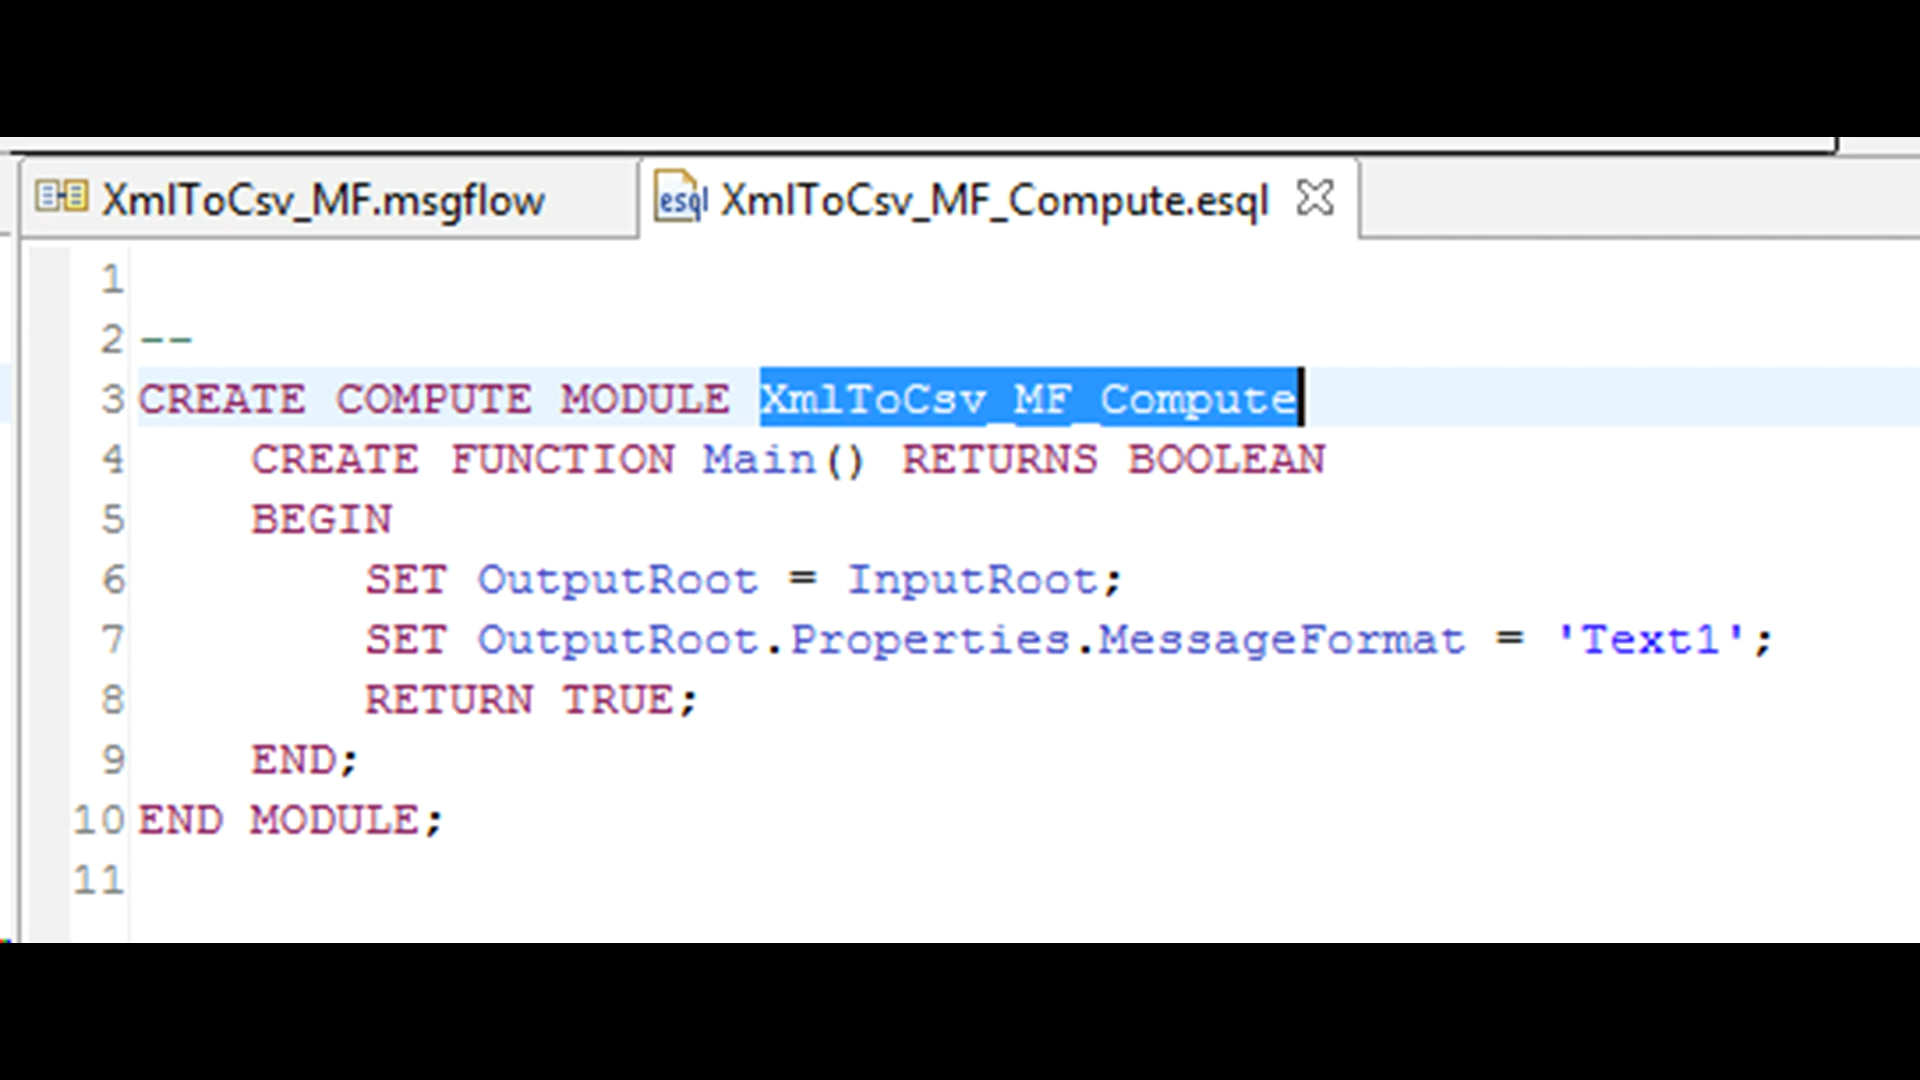 XmlToCsv_MF.msgflow
esql XmlToCsv_MF_Compute.esql
1
2 --
3 CREATE COMPUTE MODULE XmlToCsv_MF_Compute
4 CREATE FUNCTION Main() RETURNS BOOLEAN
5 BEGIN
6 SET OutputRoot = InputRoot;
7 SET OutputRoot.Properties.MessageFormat = 'Text1';
8 RETURN TRUE;
9 END;
10 END MODULE;
11